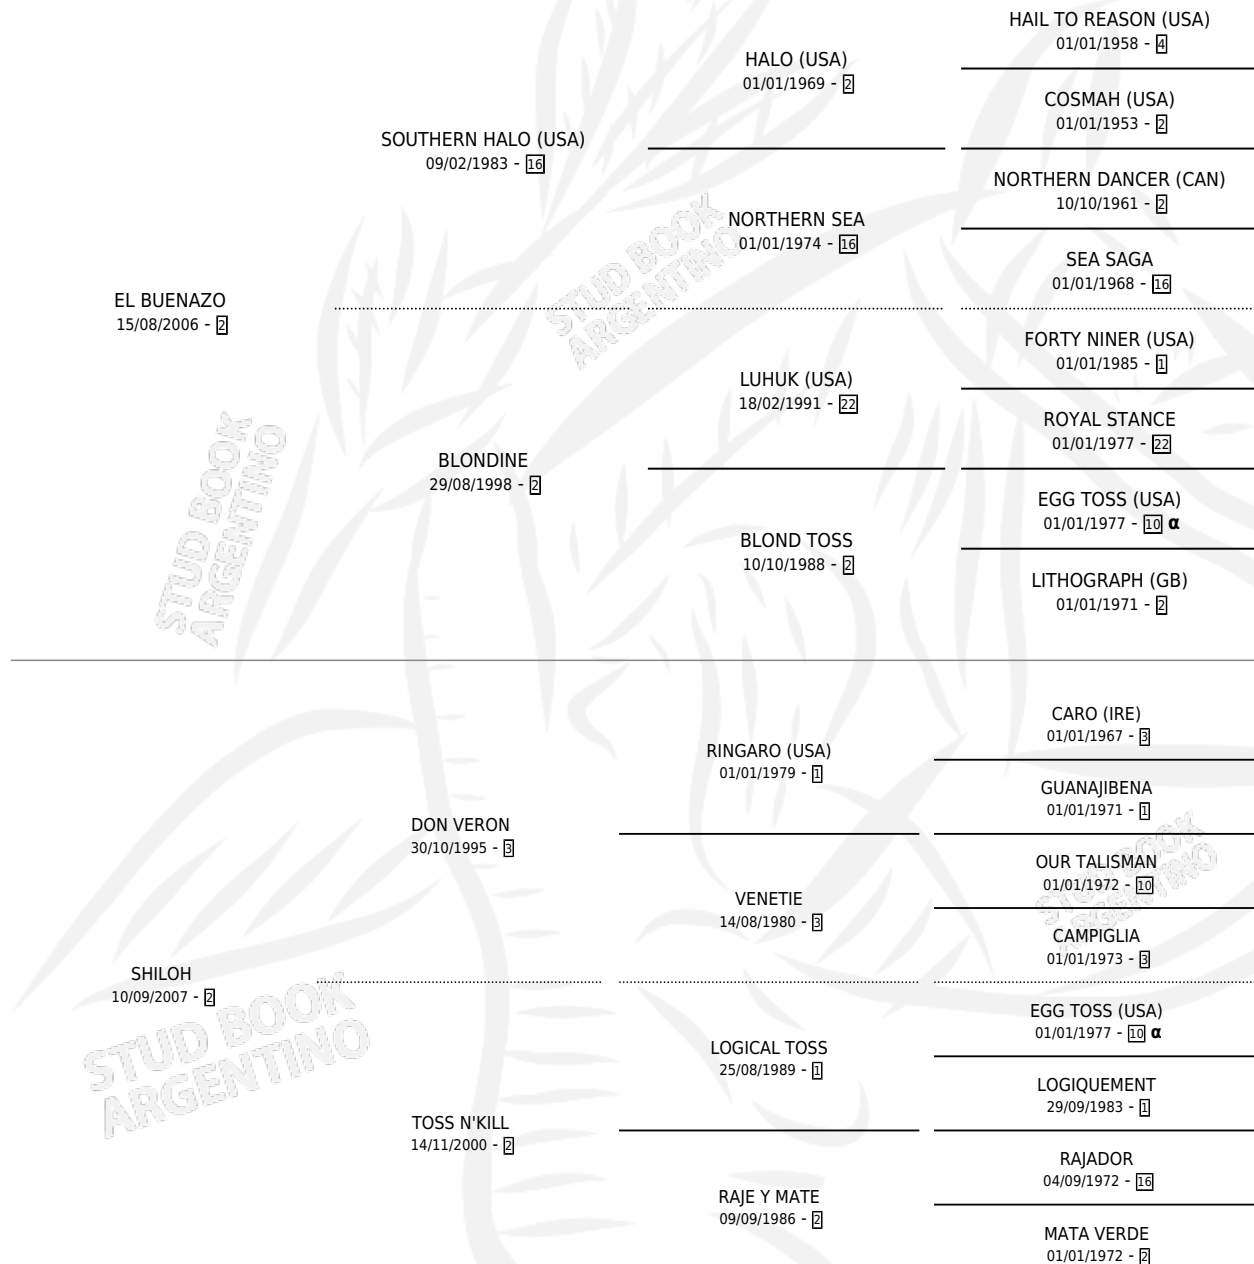 HAIL TO REASON (USA)
01/01/1958 - 4
HALO (USA)
01/01/1969 - 2
COSMAH (USA)
01/01/1953 - 2
SOUTHERN HALO (USA)
09/02/1983 - 16
NORTHERN DANCER (CAN)
10/10/1961 - 2
NORTHERN SEA
01/01/1974 - 16
SEA SAGA
01/01/1968 - 16
EL BUENAZO
15/08/2006 - 2
FORTY NINER (USA)
01/01/1985 - 1
LUHUK (USA)
18/02/1991 - 22
ROYAL STANCE
01/01/1977 - 22
BLONDINE
29/08/1998 - 2
EGG TOSS (USA)
01/01/1977 - 10 α
BLOND TOSS
10/10/1988 - 2
LITHOGRAPH (GB)
01/01/1971 - 2
STUD BOOK
ARGENTINO
STUD BOOK
ARGENTINO
CARO (IRE)
01/01/1967 - 3
RINGARO (USA)
01/01/1979 - 1
GUANAJIBENA
01/01/1971 - 1
DON VERON
30/10/1995 - 3
OUR TALISMAN
01/01/1972 - 10
VENETIE
14/08/1980 - 3
CAMPIGLIA
01/01/1973 - 3
STUD BOOK
ARGENTINO
SHILOH
10/09/2007 - 2
EGG TOSS (USA)
01/01/1977 - 10 α
LOGICAL TOSS
25/08/1989 - 1
LOGIQUEMENT
29/09/1983 - 1
STUD BOOK
ARGENTINO
TOSS N'KILL
14/11/2000 - 2
RAJADOR
04/09/1972 - 16
RAJE Y MATE
09/09/1986 - 2
MATA VERDE
01/01/1972 - 2